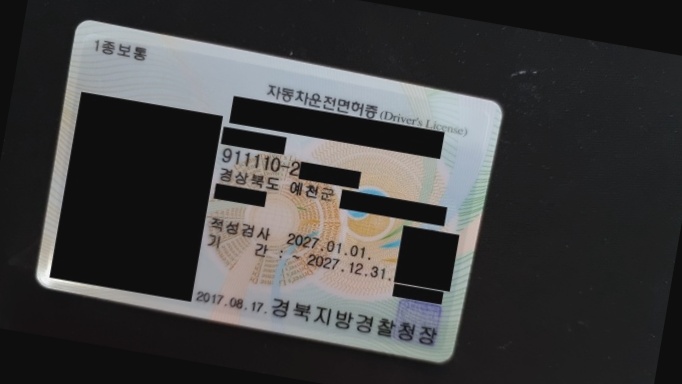 1종보통
자동차운전면허증 (Driver's License)
911110-2
경상북도 예천군
적성검사 2027.01.01.
기 간 : ~ 2027.12.31.
2017.08.17. 경북지방경찰청장